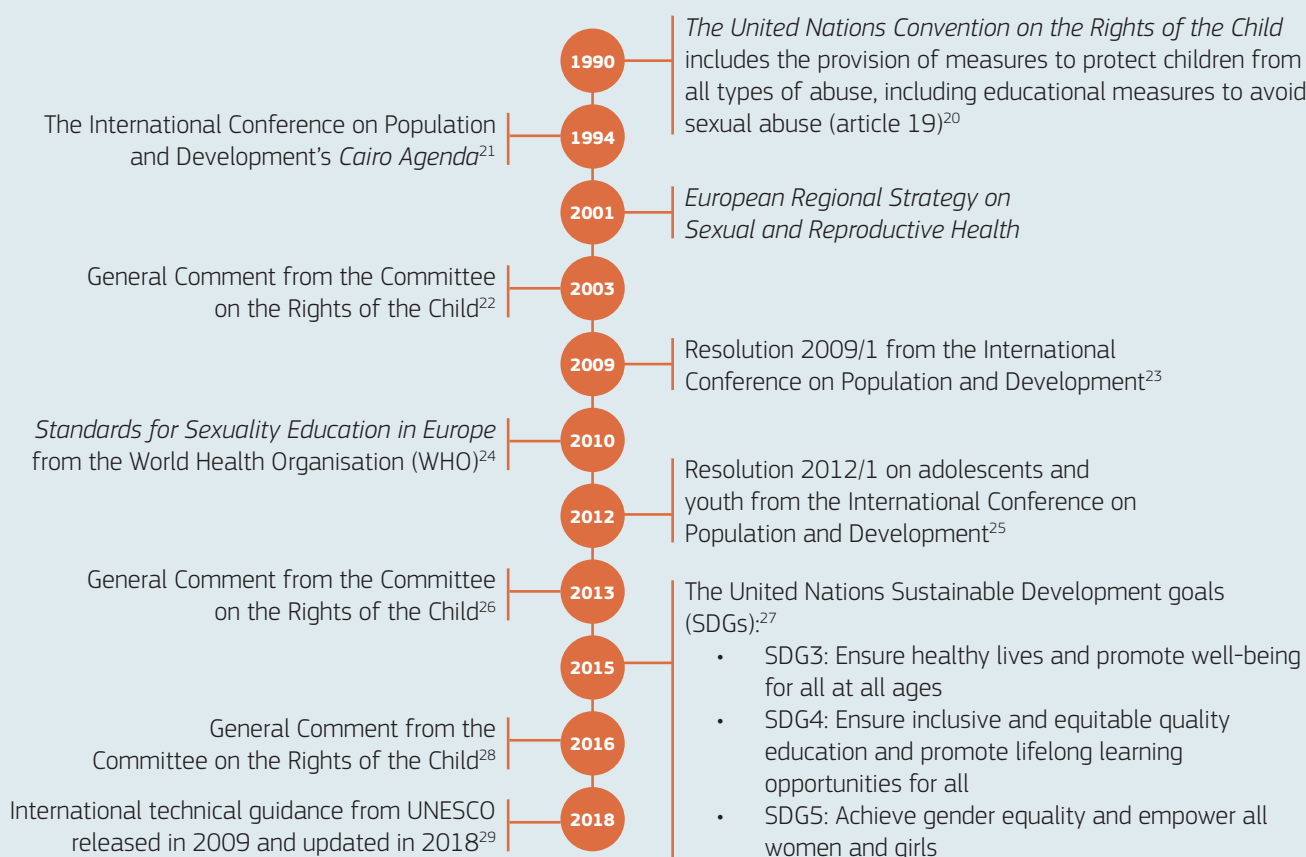 The United Nations Convention on the Rights of the Child
includes the provision of measures to protect children from
all types of abuse, including educational measures to avoid
sexual abuse (article 19)20
1990
The International Conference on Population
and Development's Cairo Agenda21
1994
2001
European Regional Strategy on
Sexual and Reproductive Health
General Comment from the Committee
on the Rights of the Child22
2003
2009
Resolution 2009/1 from the International
Conference on Population and Development23
Standards for Sexuality Education in Europe
from the World Health Organisation (WHO)24
2010
2012
Resolution 2012/1 on adolescents and
youth from the International Conference on
Population and Development25
General Comment from the Committee
on the Rights of the Child26
2013
2015
The United Nations Sustainable Development goals
(SDGs):27
• SDG3: Ensure healthy lives and promote well-being
for all at all ages
• SDG4: Ensure inclusive and equitable quality
education and promote lifelong learning
opportunities for all
• SDG5: Achieve gender equality and empower all
women and girls
General Comment from the
Committee on the Rights of the Child28
2016
International technical guidance from UNESCO
released in 2009 and updated in 201829
2018